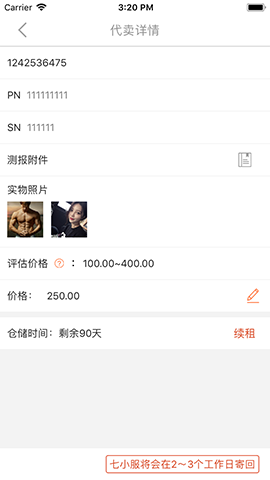 Carrier 3:20 PM
代卖详情
1242536475
PN 111111111
SN 111111
测报附件
实物照片
评估价格 ? ： 100.00~400.00
价格： 250.00
仓储时间：剩余90天 续租
七小服将会在2～3个工作日寄回